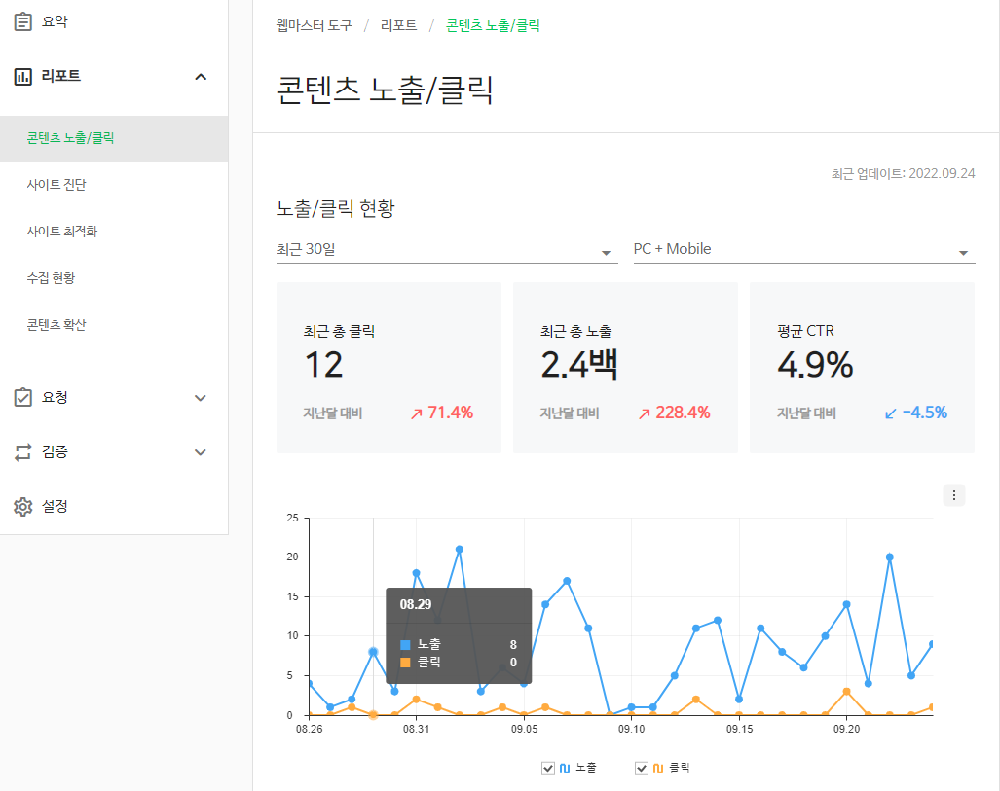 요약
리포트
콘텐츠 노출/클릭
사이트 진단
사이트 최적화
수집 현황
콘텐츠 확산
요청
검증
설정
웹마스터 도구 / 리포트 / 콘텐츠 노출/클릭
콘텐츠 노출/클릭
최근 업데이트: 2022.09.24
노출/클릭 현황
최근 30일 PC + Mobile
최근 총 클릭
12
지난달 대비 71.4%
최근 총 노출
2.4백
지난달 대비 228.4%
평균 CTR
4.9%
지난달 대비 -4.5%
25
20
15
10
5
0
08.29
노출 8
클릭 0
08.26 08.31 09.05 09.10 09.15 09.20
노출 클릭